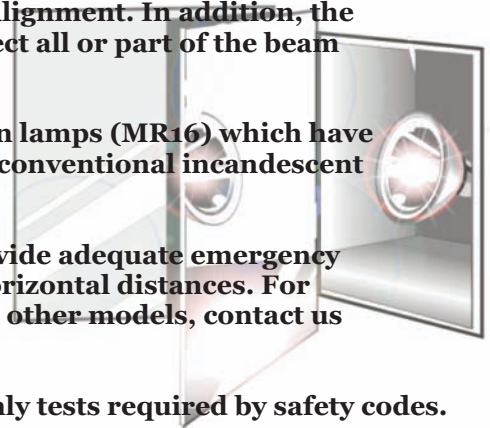 lignment. In addition, the
ect all or part of the beam
n lamps (MR16) which have
conventional incandescent
vide adequate emergency
orizontal distances. For
other models, contact us
ly tests required by safety codes.